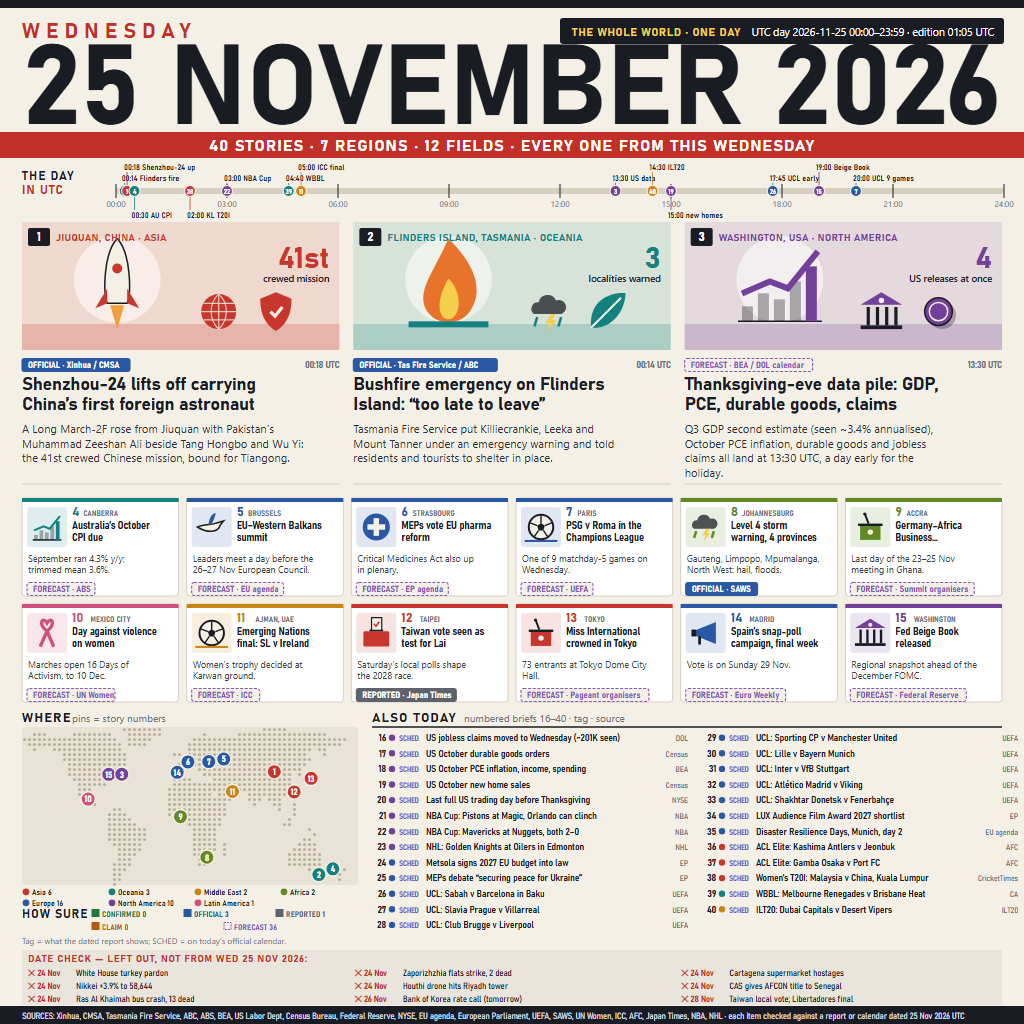 WEDNESDAY
THE WHOLE WORLD · ONE DAY UTC day 2026-11-25 00:00–23:59 · edition 01:05 UTC
25 NOVEMBER 2026
40 STORIES · 7 REGIONS · 12 FIELDS · EVERY ONE FROM THIS WEDNESDAY
THE DAY
IN UTC
00:18 Shenzhou-24 up 05:00 ICC final 14:30 ILT20 19:00 Beige Book
00:14 Flinders fire 03:00 NBA Cup 04:40 WBBL 13:30 US data 17:45 UCL early 20:00 UCL 9 games
1 4 38 22 39 11 3 40 19 26 15 7
00:00 03:00 06:00 09:00 12:00 15:00 18:00 21:00 24:00
00:30 AU CPI 02:00 KL T20I 15:00 new homes
1 JIUQUAN, CHINA · ASIA
41st
crewed mission
OFFICIAL · Xinhua / CMSA 00:18 UTC
Shenzhou-24 lifts off carrying
China's first foreign astronaut
A Long March-2F rose from Jiuquan with Pakistan's
Muhammad Zeeshan Ali beside Tang Hongbo and Wu Yi:
the 41st crewed Chinese mission, bound for Tiangong.
2 FLINDERS ISLAND, TASMANIA · OCEANIA
3
localities warned
OFFICIAL · Tas Fire Service / ABC 00:14 UTC
Bushfire emergency on Flinders
Island: “too late to leave”
Tasmania Fire Service put Killiecrankie, Leeka and
Mount Tanner under an emergency warning and told
residents and tourists to shelter in place.
3 WASHINGTON, USA · NORTH AMERICA
4
US releases at once
FORECAST · BEA / DOL calendar 13:30 UTC
Thanksgiving-eve data pile: GDP,
PCE, durable goods, claims
Q3 GDP second estimate (seen ~3.4% annualised),
October PCE inflation, durable goods and jobless
claims all land at 13:30 UTC, a day early for the
holiday.
4 CANBERRA
Australia's October
CPI due
September ran 4.3% y/y:
trimmed mean 3.6%.
FORECAST · ABS
5 BRUSSELS
EU–Western Balkans
summit
Leaders meet a day before the
26–27 Nov European Council.
FORECAST · EU agenda
6 STRASBOURG
MEPs vote EU pharma
reform
Critical Medicines Act also up
in plenary.
FORECAST · EP agenda
7 PARIS
PSG v Roma in the
Champions League
One of 9 matchday-5 games on
Wednesday.
FORECAST · UEFA
8 JOHANNESBURG
Level 4 storm
warning, 4 provinces
Gauteng, Limpopo, Mpumalanga,
North West: hail, floods.
OFFICIAL · SAWS
9 ACCRA
Germany–Africa
Business…
Last day of the 23–25 Nov
meeting in Ghana.
FORECAST · Summit organisers
10 MEXICO CITY
Day against violence
on women
Marches open 16 Days of
Activism, to 10 Dec.
FORECAST · UN Women
11 AJMAN, UAE
Emerging Nations
final: SL v Ireland
Women's trophy decided at
Karwan ground.
FORECAST · ICC
12 TAIPEI
Taiwan vote seen as
test for Lai
Saturday's local polls shape
the 2028 race.
REPORTED · Japan Times
13 TOKYO
Miss International
crowned in Tokyo
73 entrants at Tokyo Dome City
Hall.
FORECAST · Pageant organisers
14 MADRID
Spain's snap-poll
campaign, final week
Vote is on Sunday 29 Nov.
FORECAST · Euro Weekly
15 WASHINGTON
Fed Beige Book
released
Regional snapshot ahead of the
December FOMC.
FORECAST · Federal Reserve
WHERE pins = story numbers
6 7 5
14
15 3 1 13
10 11 12
9
8
2 4
Asia 6 Oceania 3 Middle East 2 Africa 2
Europe 16 North America 10 Latin America 1
HOW SURE CONFIRMED 0 OFFICIAL 3 REPORTED 1
CLAIM 0 FORECAST 36
Tag = what the dated report shows; SCHED = on today's official calendar.
ALSO TODAY numbered briefs 16–40 · tag · source
16 SCHED US jobless claims moved to Wednesday (~201K seen) DOL
17 SCHED US October durable goods orders Census
18 SCHED US October PCE inflation, income, spending BEA
19 SCHED US October new home sales Census
20 SCHED Last full US trading day before Thanksgiving NYSE
21 SCHED NBA Cup: Pistons at Magic, Orlando can clinch NBA
22 SCHED NBA Cup: Mavericks at Nuggets, both 2–0 NBA
23 SCHED NHL: Golden Knights at Oilers in Edmonton NHL
24 SCHED Metsola signs 2027 EU budget into law EP
25 SCHED MEPs debate “securing peace for Ukraine” EP
26 SCHED UCL: Sabah v Barcelona in Baku UEFA
27 SCHED UCL: Slavia Prague v Villarreal UEFA
28 SCHED UCL: Club Brugge v Liverpool UEFA
29 SCHED UCL: Sporting CP v Manchester United UEFA
30 SCHED UCL: Lille v Bayern Munich UEFA
31 SCHED UCL: Inter v VfB Stuttgart UEFA
32 SCHED UCL: Atlético Madrid v Viking UEFA
33 SCHED UCL: Shakhtar Donetsk v Fenerbahçe UEFA
34 SCHED LUX Audience Film Award 2027 shortlist EP
35 SCHED Disaster Resilience Days, Munich, day 2 EU agenda
36 SCHED ACL Elite: Kashima Antlers v Jeonbuk AFC
37 SCHED ACL Elite: Gamba Osaka v Port FC AFC
38 SCHED Women's T20I: Malaysia v China, Kuala Lumpur CricketTimes
39 SCHED WBBL: Melbourne Renegades v Brisbane Heat CA
40 SCHED ILT20: Dubai Capitals v Desert Vipers ILT20
DATE CHECK — LEFT OUT, NOT FROM WED 25 NOV 2026:
24 Nov White House turkey pardon
24 Nov Nikkei +3.9% to 58,644
24 Nov Ras Al Khaimah bus crash, 13 dead
24 Nov Zaporizhzhia flats strike, 2 dead
24 Nov Houthi drone hits Riyadh tower
26 Nov Bank of Korea rate call (tomorrow)
24 Nov Cartagena supermarket hostages
24 Nov CAS gives AFCON title to Senegal
28 Nov Taiwan local vote; Libertadores final
SOURCES: Xinhua, CMSA, Tasmania Fire Service, ABC, ABS, BEA, US Labor Dept, Census Bureau, Federal Reserve, NYSE, EU agenda, European Parliament, UEFA, SAWS, UN Women, ICC, AFC, Japan Times, NBA, NHL · each item checked against a report or calendar dated 25 Nov 2026 UTC